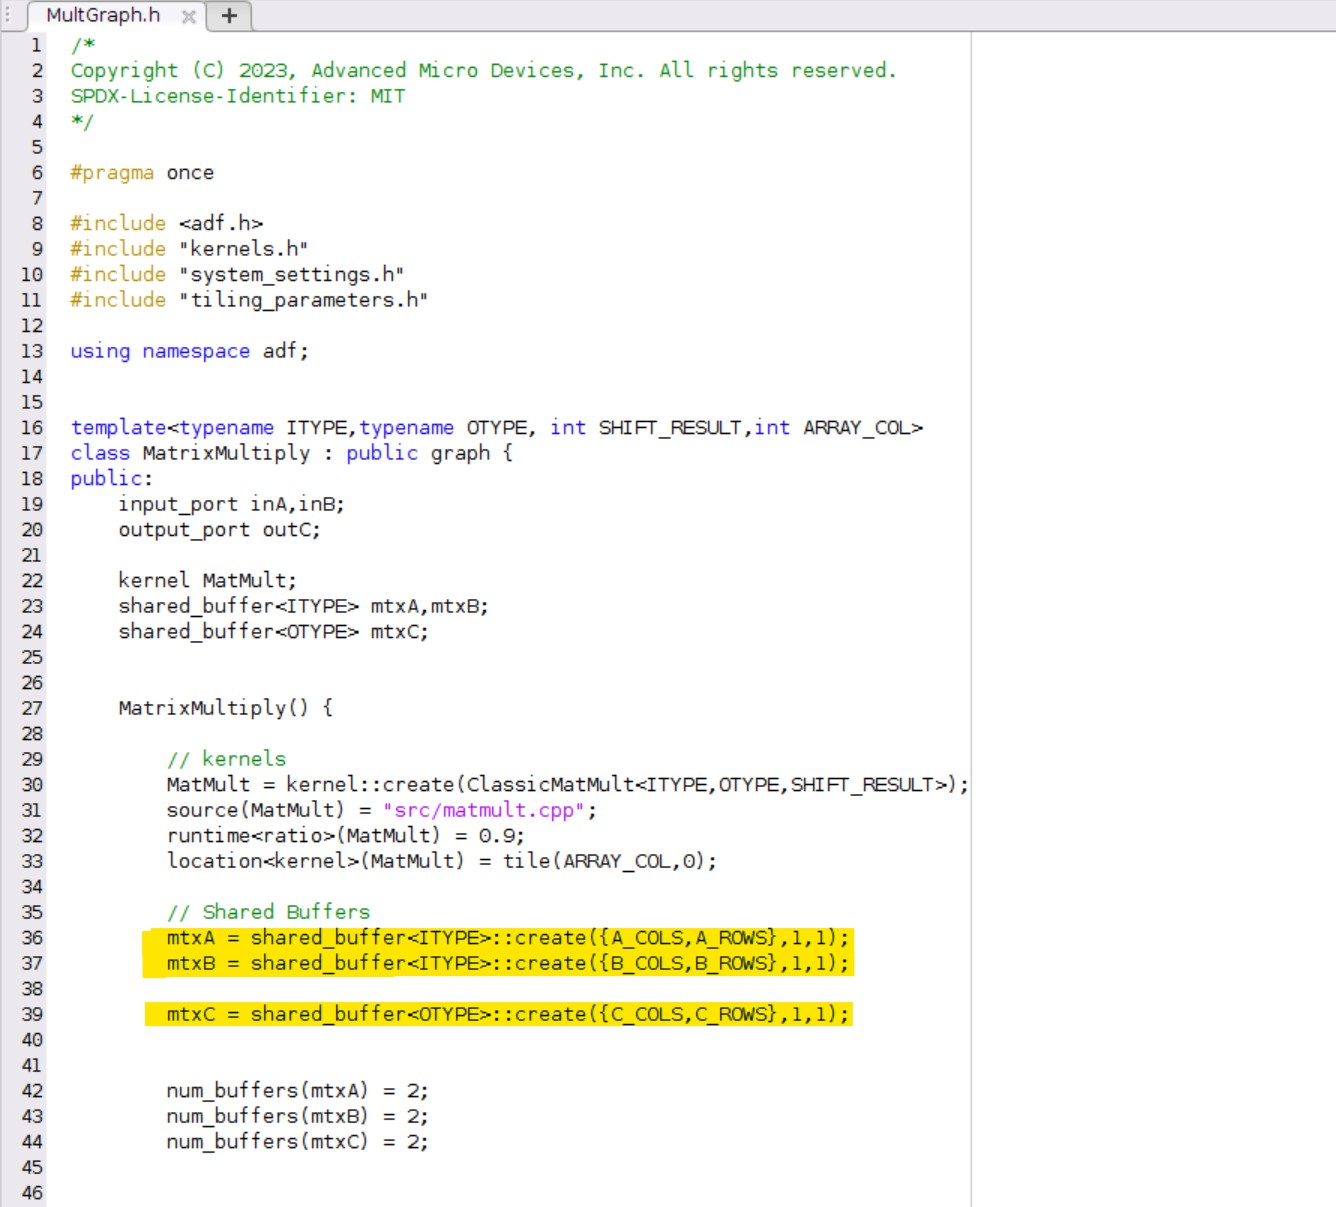 MultGraph.h
1 /*
2 Copyright (C) 2023, Advanced Micro Devices, Inc. All rights reserved.
3 SPDX-License-Identifier: MIT
4 */
5
6 #pragma once
7
8 #include <adf.h>
9 #include "kernels.h"
10 #include "system_settings.h"
11 #include "tiling_parameters.h"
12
13 using namespace adf;
14
15
16 template<typename ITYPE,typename OTYPE, int SHIFT_RESULT,int ARRAY_COL>
17 class MatrixMultiply : public graph {
18 public:
19     input_port inA,inB;
20     output_port outC;
21
22     kernel MatMult;
23     shared_buffer<ITYPE> mtxA,mtxB;
24     shared_buffer<OTYPE> mtxC;
25
26
27     MatrixMultiply() {
28
29         // kernels
30         MatMult = kernel::create(ClassicMatMult<ITYPE,OTYPE,SHIFT_RESULT>);
31         source(MatMult) = "src/matmult.cpp";
32         runtime<ratio>(MatMult) = 0.9;
33         location<kernel>(MatMult) = tile(ARRAY_COL,0);
34
35         // Shared Buffers
36         mtxA = shared_buffer<ITYPE>::create({A_COLS,A_ROWS},1,1);
37         mtxB = shared_buffer<ITYPE>::create({B_COLS,B_ROWS},1,1);
38
39         mtxC = shared_buffer<OTYPE>::create({C_COLS,C_ROWS},1,1);
40
41
42         num_buffers(mtxA) = 2;
43         num_buffers(mtxB) = 2;
44         num_buffers(mtxC) = 2;
45
46